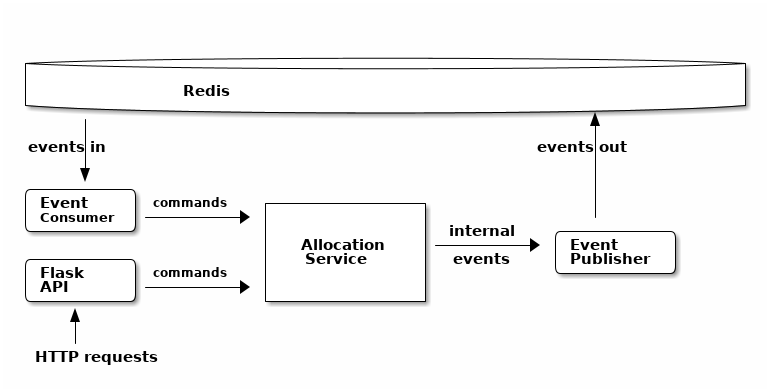 Redis
events in
events out
Event
Consumer
commands
Allocation
Service
internal
events
Event
Publisher
Flask
API
commands
HTTP requests